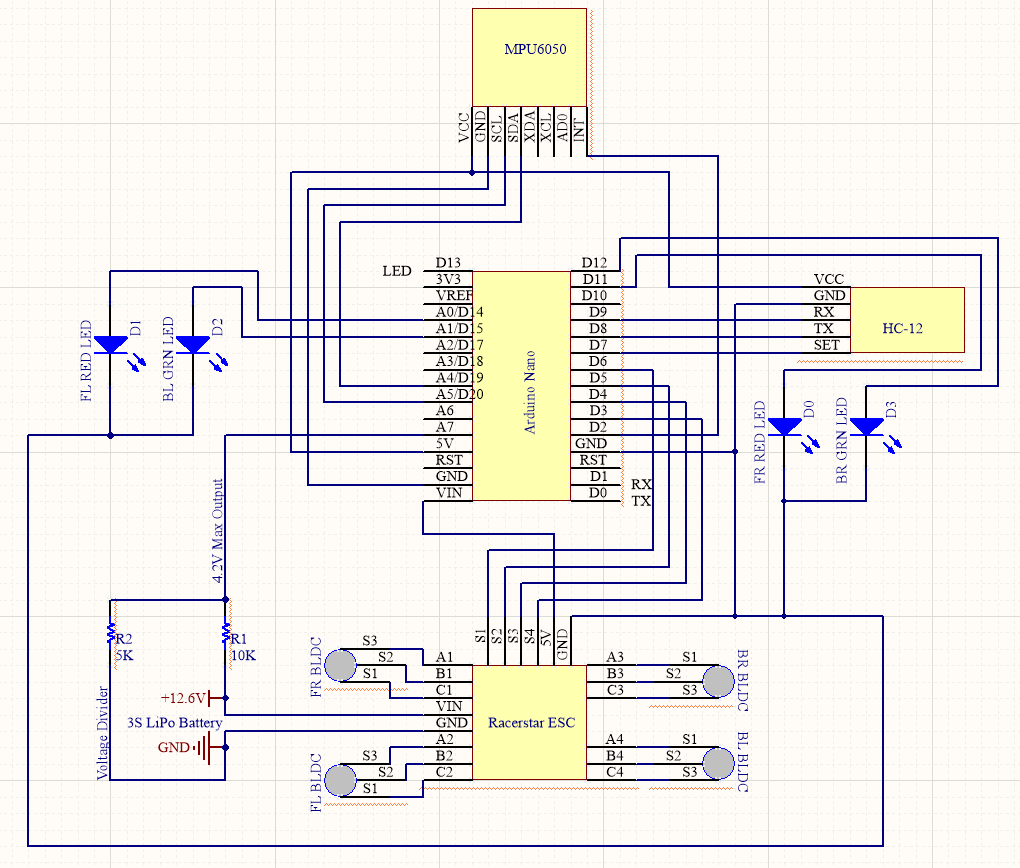 MPU6050
VCC
GND
SCL
SDA
XDA
XCL
AD0
INT
LED
D13
3V3
VREF
A0/D14
A1/D15
A2/D17
A3/D18
A4/D19
A5/D20
A6
A7
5V
RST
GND
VIN
Arduino Nano
D12
D11
D10
D9
D8
D7
D6
D5
D4
D3
D2
GND
RST
D1
RX
D0
TX
VCC
GND
RX
TX
SET
HC-12
FL RED LED
D1
BL GRN LED
D2
FR RED LED
D0
BR GRN LED
D3
4.2V Max Output
R2
5K
R1
10K
+12.6V
3S LiPo Battery
GND
Voltage Divider
S1
S2
S3
S4
5V
GND
FR BLDC
S3
S2
S1
A1
B1
C1
VIN
GND
A2
B2
C2
Racerstar ESC
FL BLDC
S3
S2
S1
A3
B3
C3
S1
S2
S3
BR BLDC
A4
B4
C4
S1
S2
S3
BL BLDC